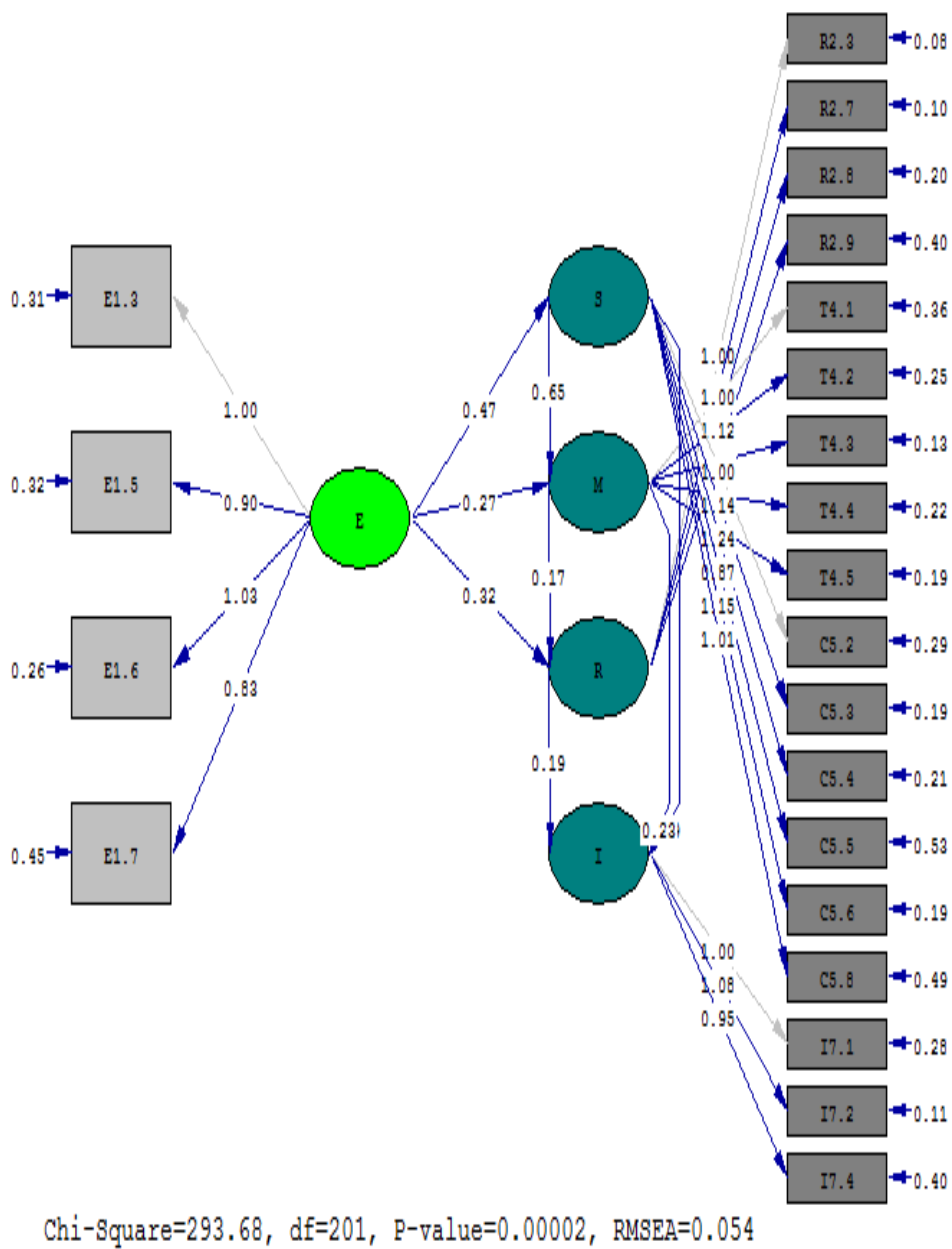 R2.3 0.08
R2.7 0.10
R2.8 0.20
R2.9 0.40
0.31 E1.3 S T4.1 0.36
1.00
T4.2 0.25
0.65 1.00
1.00 0.47 1.12
T4.3 0.13
0.32 E1.5 0.90 E 0.27 M 1.00
1.14 T4.4 0.22
1.24
0.17 0.87 T4.5 0.19
1.03 0.32 1.15
1.01 C5.2 0.29
0.26 E1.6 R
0.83 C5.3 0.19
0.19 C5.4 0.21
0.23
0.45 E1.7 I C5.5 0.53
C5.6 0.19
1.00 C5.8 0.49
1.08
0.95 I7.1 0.28
I7.2 0.11
I7.4 0.40
Chi-Square=293.68, df=201, P-value=0.00002, RMSEA=0.054